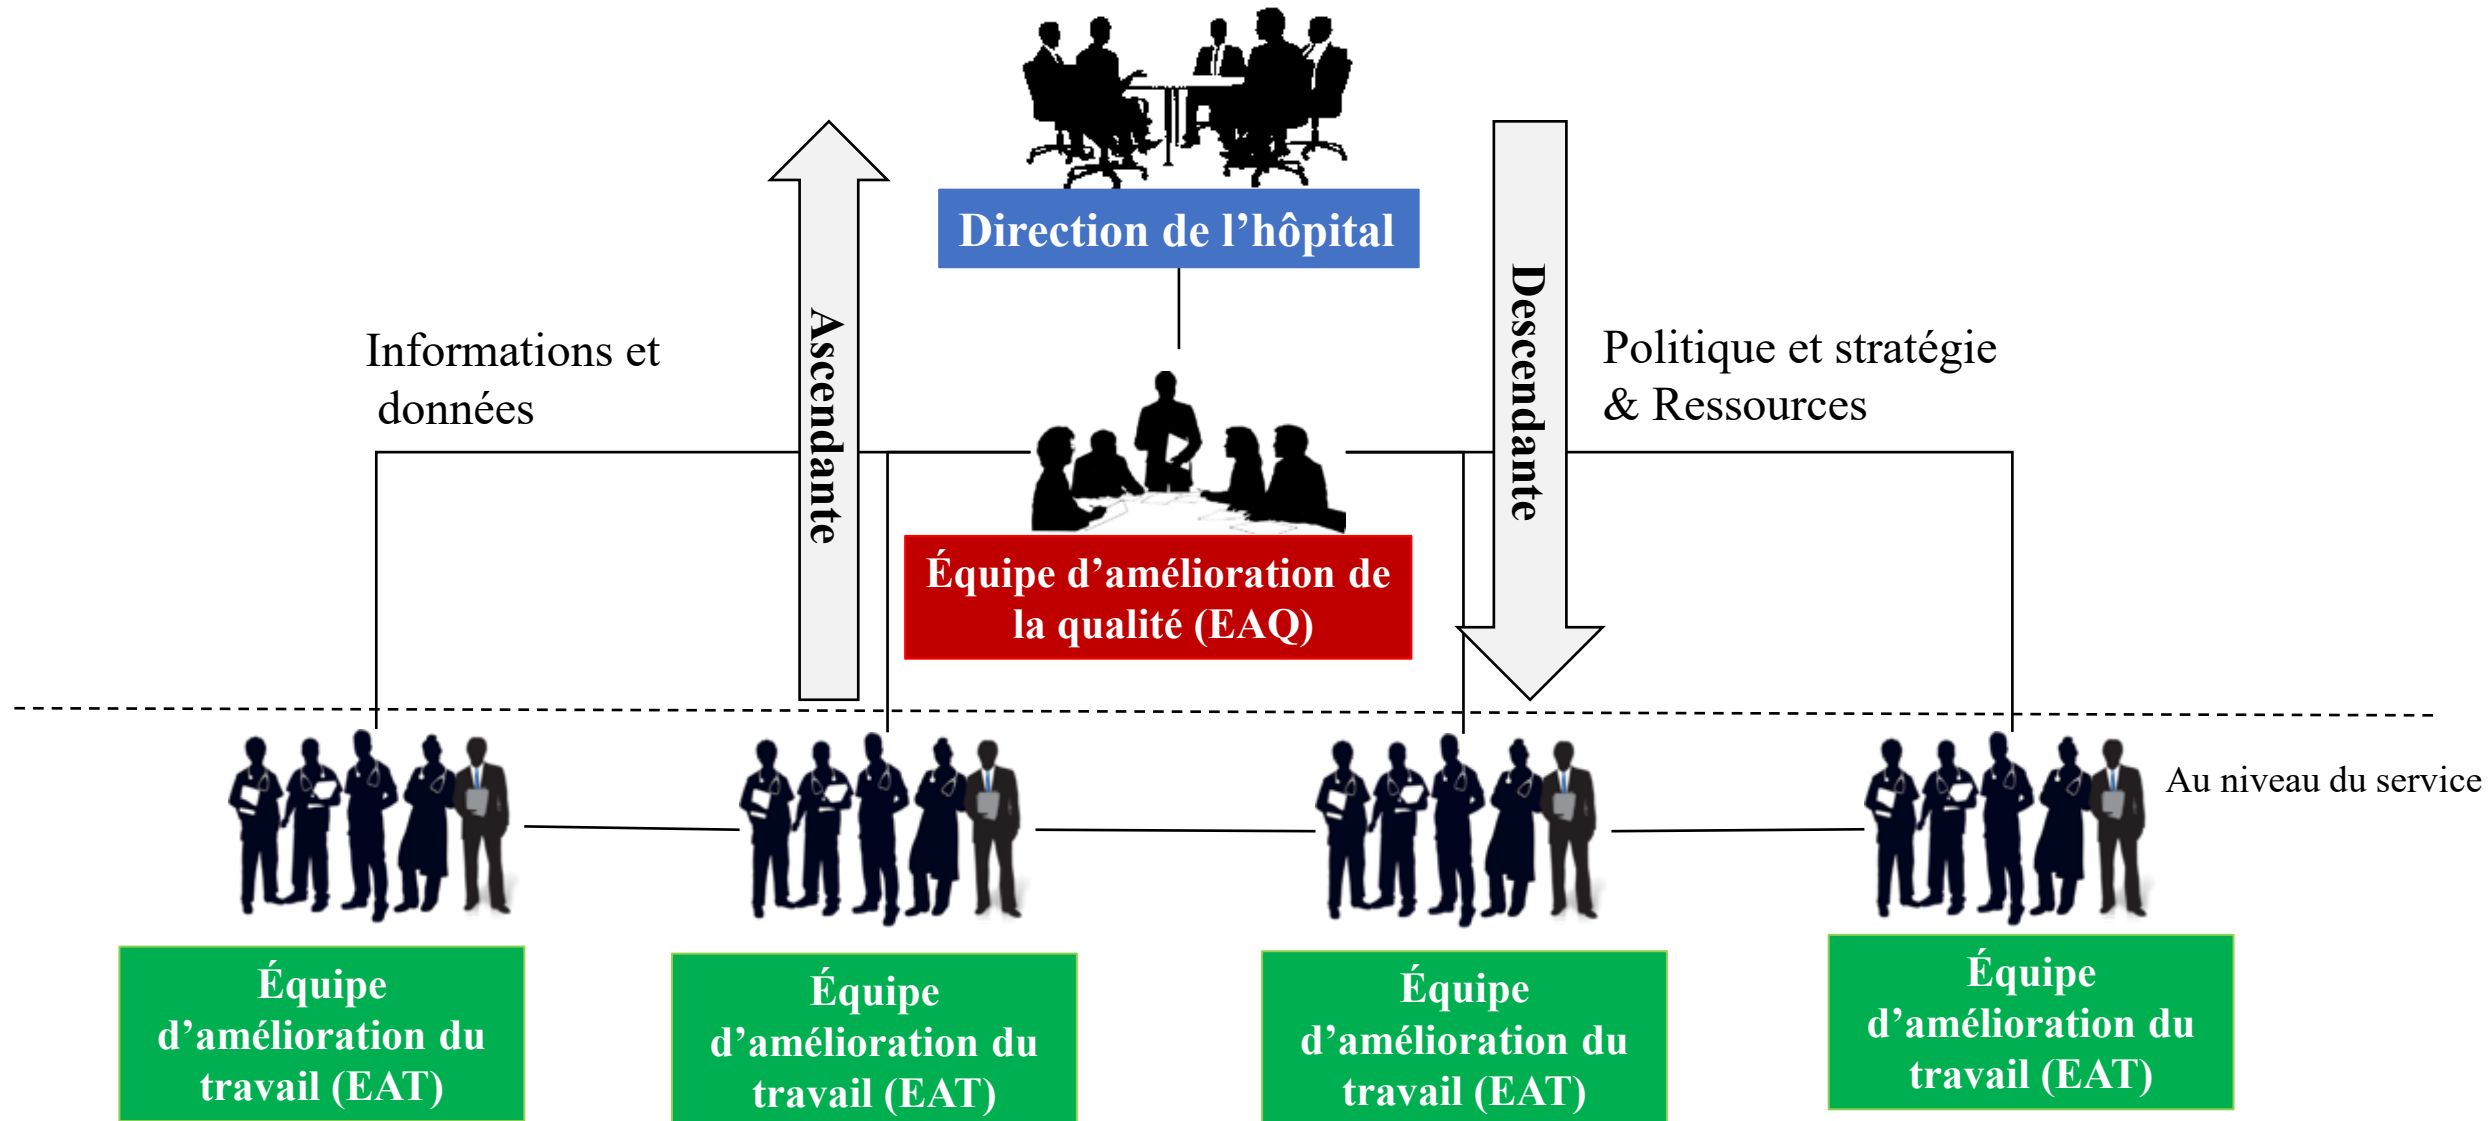 Direction de l’hôpital
Informations et
données
Ascendante
Descendante
Politique et stratégie
& Ressources
Équipe d’amélioration de
la qualité (EAQ)
Au niveau du service
Équipe
d’amélioration du
travail (EAT)
Équipe
d’amélioration du
travail (EAT)
Équipe
d’amélioration du
travail (EAT)
Équipe
d’amélioration du
travail (EAT)